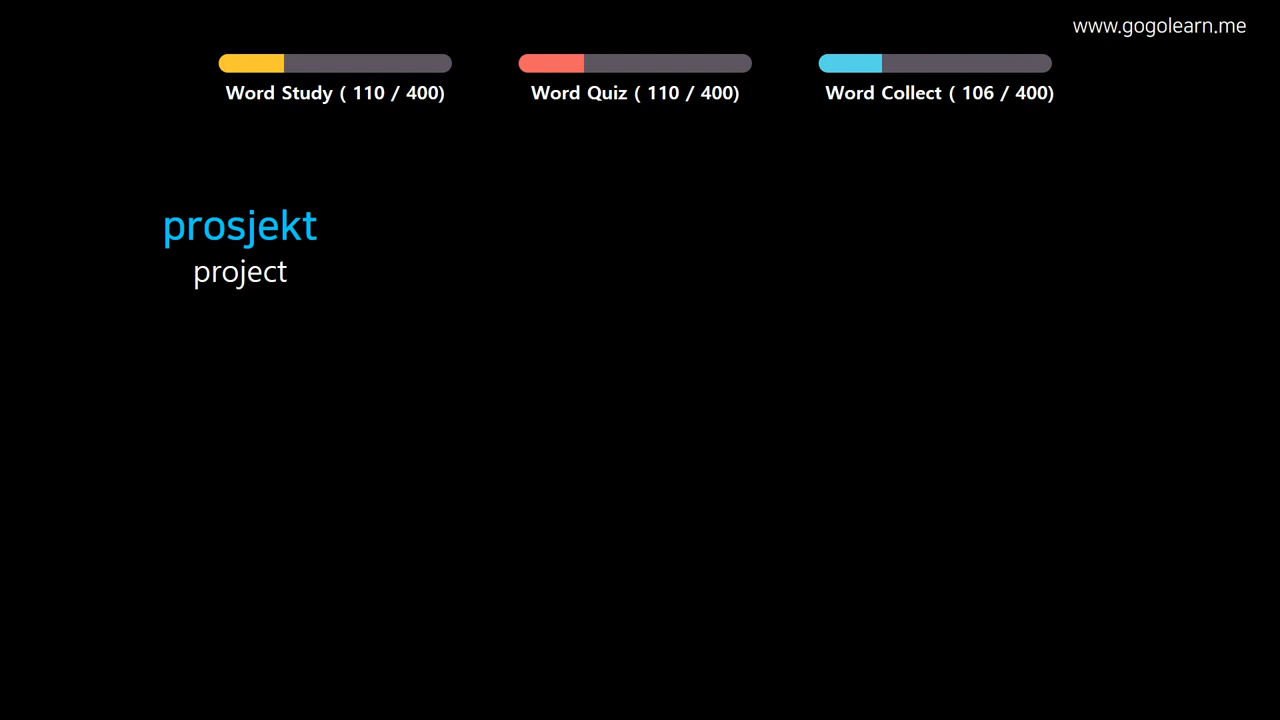 www.gogolearn.me
Word Study ( 110 / 400)
Word Quiz ( 110 / 400)
Word Collect ( 106 / 400)
prosjekt
project